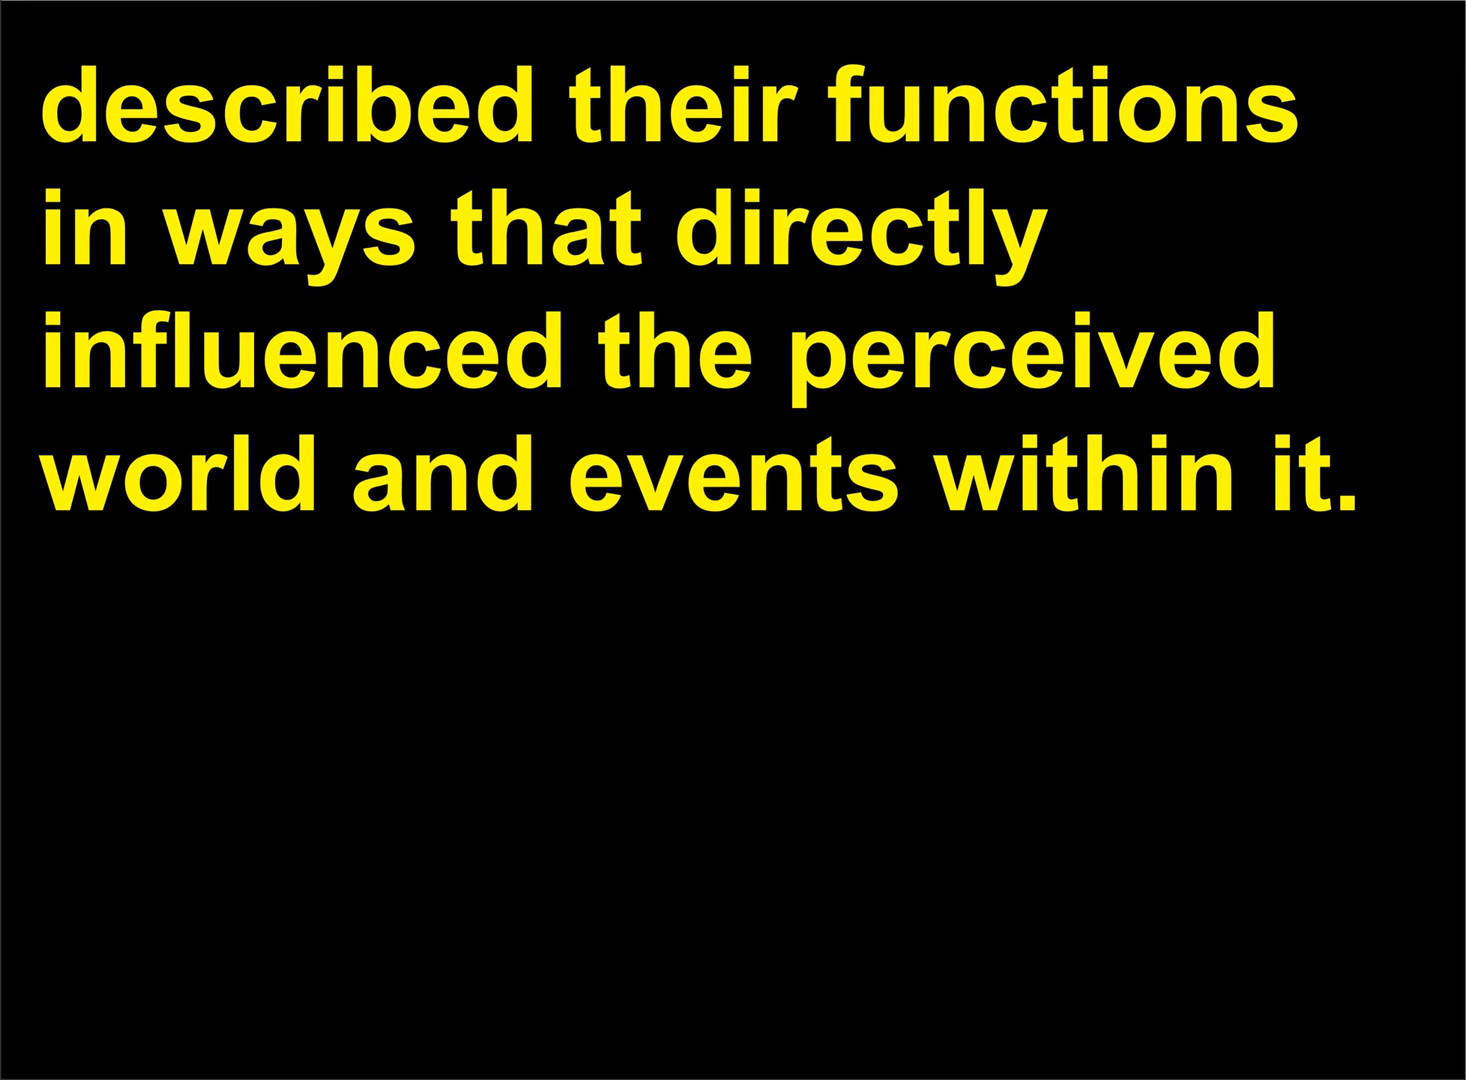 described their functions
in ways that directly
influenced the perceived
world and events within it.